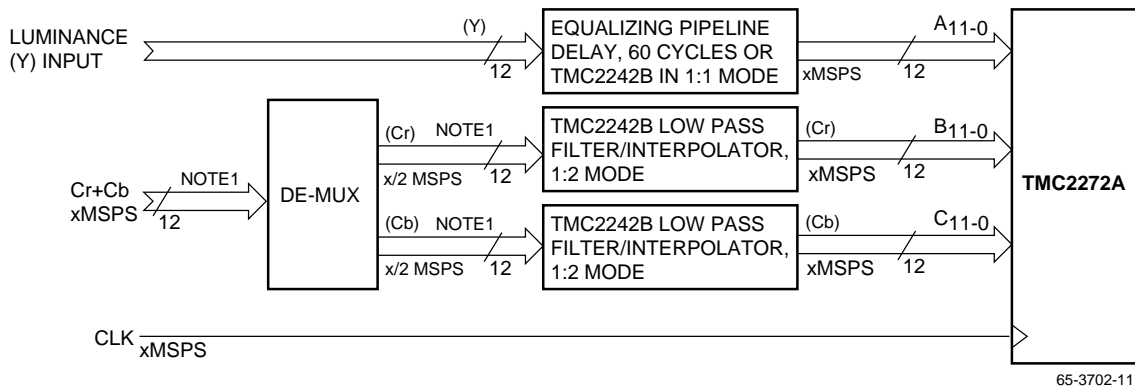 LUMINANCE
(Y) INPUT
(Y)
12
EQUALIZING PIPELINE
DELAY, 60 CYCLES OR
TMC2242B IN 1:1 MODE
xMSPS
12
A11-0
Cr+Cb
xMSPS
NOTE1
12
DE-MUX
(Cr)
NOTE1
x/2 MSPS
12
TMC2242B LOW PASS
FILTER/INTERPOLATOR,
1:2 MODE
(Cr)
xMSPS
12
B11-0
(Cb)
NOTE1
x/2 MSPS
12
TMC2242B LOW PASS
FILTER/INTERPOLATOR,
1:2 MODE
(Cb)
xMSPS
12
C11-0
TMC2272A
CLK
xMSPS
65-3702-11